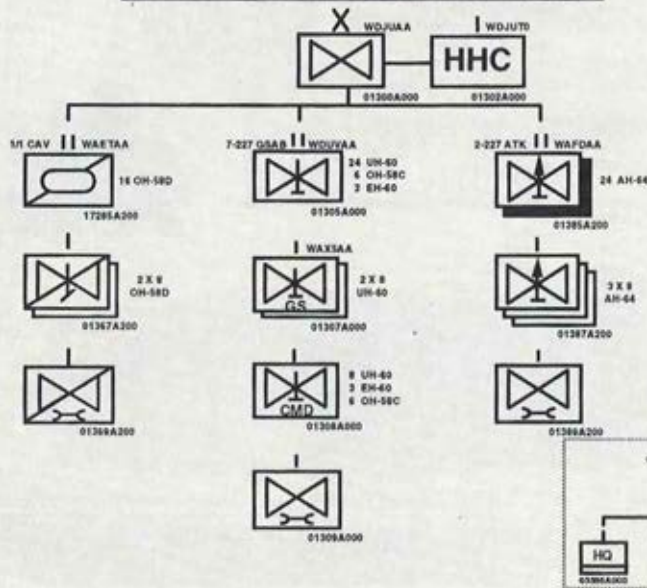 X WDJUAA
I WDJUT0
HHC
01300A000
01302A000
1/1 CAV II WAETAA
16 OH-58D
17285A200
7-227 GSAB II WDUVAA
24 UH-60
6 OH-58C
3 EH-60
01305A000
2-227 ATK II WAFDAA
24 AH-64
01385A200
I
2 X 8
OH-58D
01367A200
I WAXSAA
2 X 8
UH-60
GS
01307A000
I
3 X 8
AH-64
01387A200
I
01369A200
I
8 UH-60
3 EH-60
6 OH-58C
CMD
01308A000
I
01389A200
I
01309A000
I
HQ